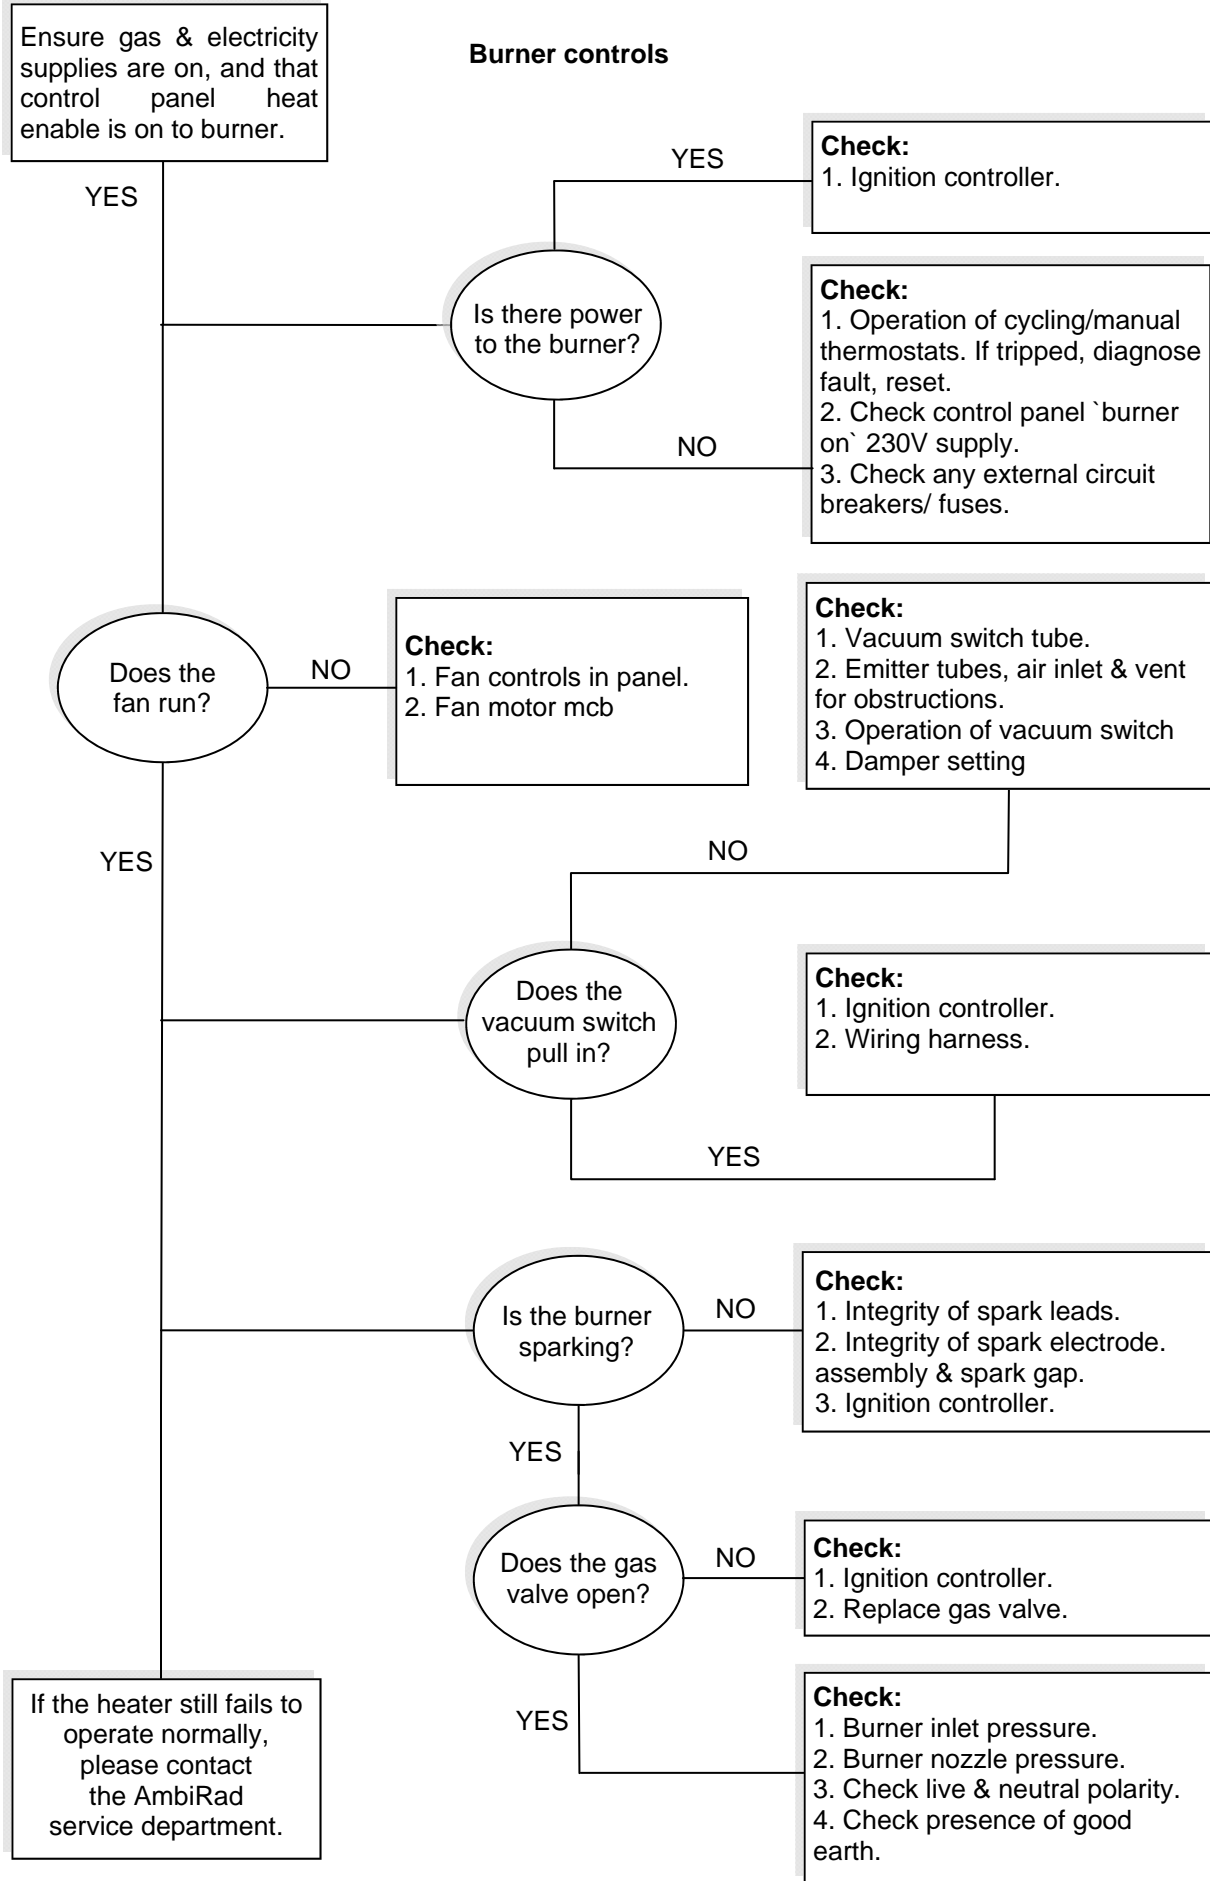 Ensure gas & electricity
supplies are on, and that
control panel heat
enable is on to burner.
Burner controls
YES
YES
Check:
1. Ignition controller.
Is there power
to the burner?
NO
Check:
1. Operation of cycling/manual
thermostats. If tripped, diagnose
fault, reset.
2. Check control panel `burner
on` 230V supply.
3. Check any external circuit
breakers/ fuses.
Does the
fan run?
NO
Check:
1. Fan controls in panel.
2. Fan motor mcb
Check:
1. Vacuum switch tube.
2. Emitter tubes, air inlet & vent
for obstructions.
3. Operation of vacuum switch
4. Damper setting
YES
NO
Does the
vacuum switch
pull in?
Check:
1. Ignition controller.
2. Wiring harness.
YES
Is the burner
sparking?
NO
Check:
1. Integrity of spark leads.
2. Integrity of spark electrode.
assembly & spark gap.
3. Ignition controller.
YES
Does the gas
valve open?
NO
Check:
1. Ignition controller.
2. Replace gas valve.
YES
Check:
1. Burner inlet pressure.
2. Burner nozzle pressure.
3. Check live & neutral polarity.
4. Check presence of good
earth.
If the heater still fails to
operate normally,
please contact
the AmbiRad
service department.